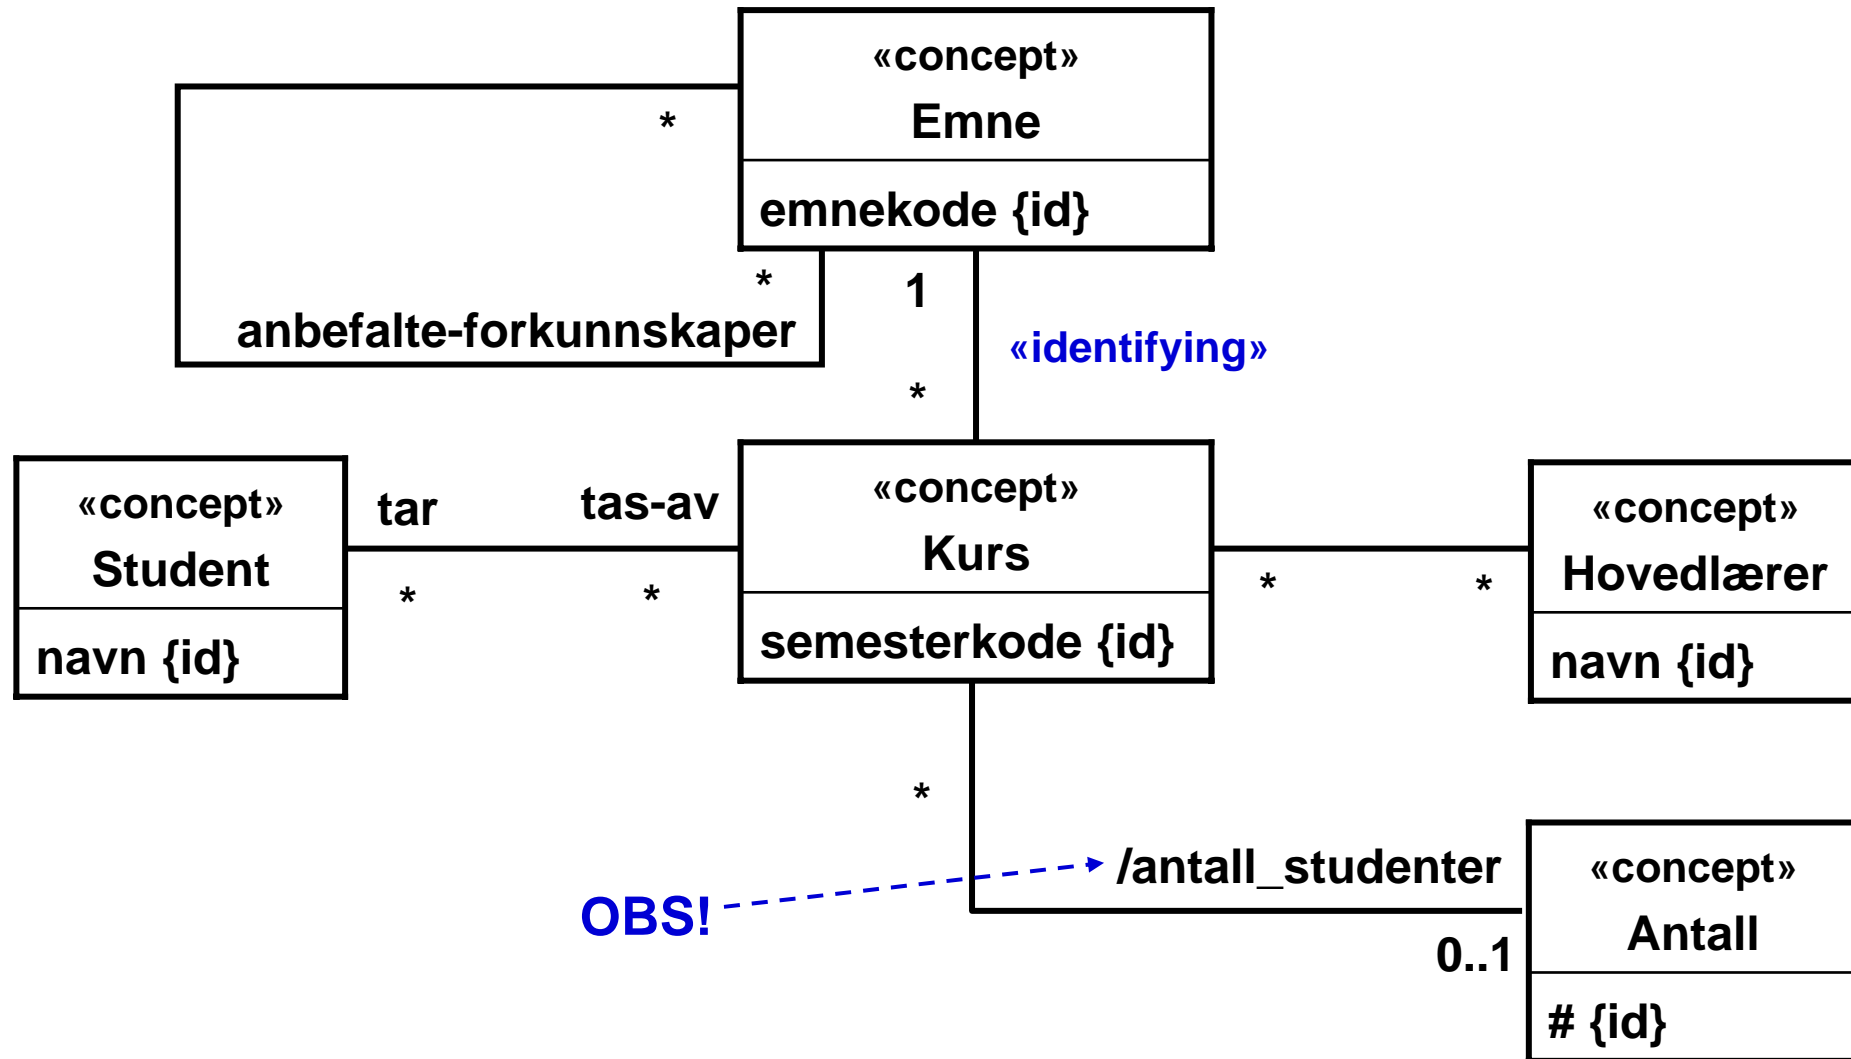 «concept»
Emne
*
emnekode {id}
*
1
anbefalte-forkunnskaper
«identifying»
*
«concept»
Student
navn {id}
tar
tas-av
*
*
«concept»
Kurs
semesterkode {id}
*
*
«concept»
Hovedlærer
navn {id}
*
/antall_studenter
OBS!
0..1
«concept»
Antall
# {id}